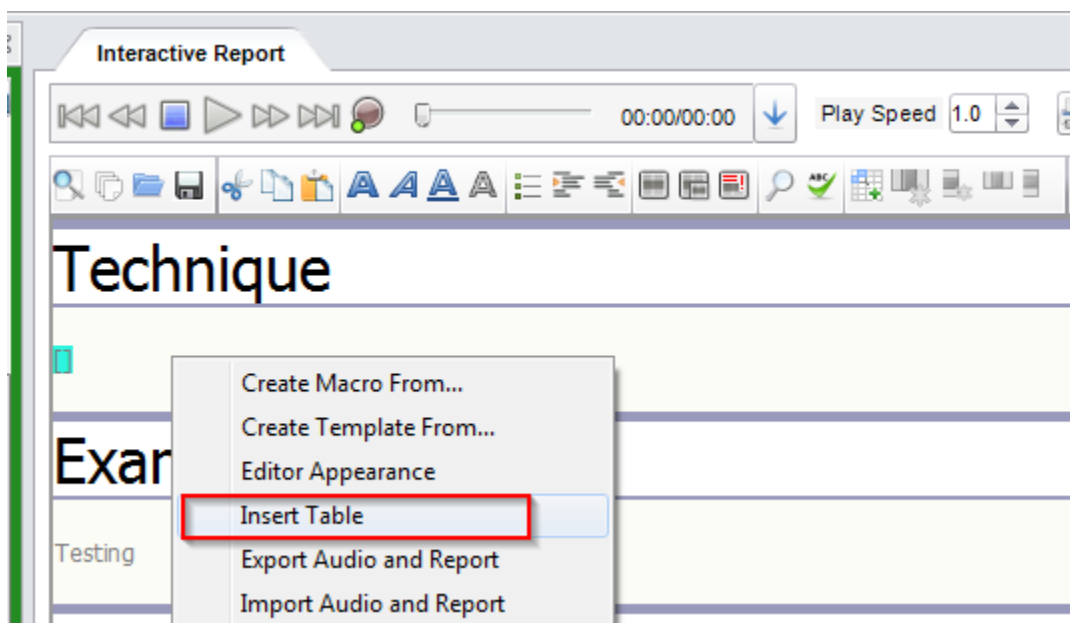 Interactive Report
00:00/00:00
Play Speed 1.0
ABC
Technique
[]
Create Macro From...
Create Template From...
Exar
Editor Appearance
Insert Table
Testing
Export Audio and Report
Import Audio and Report